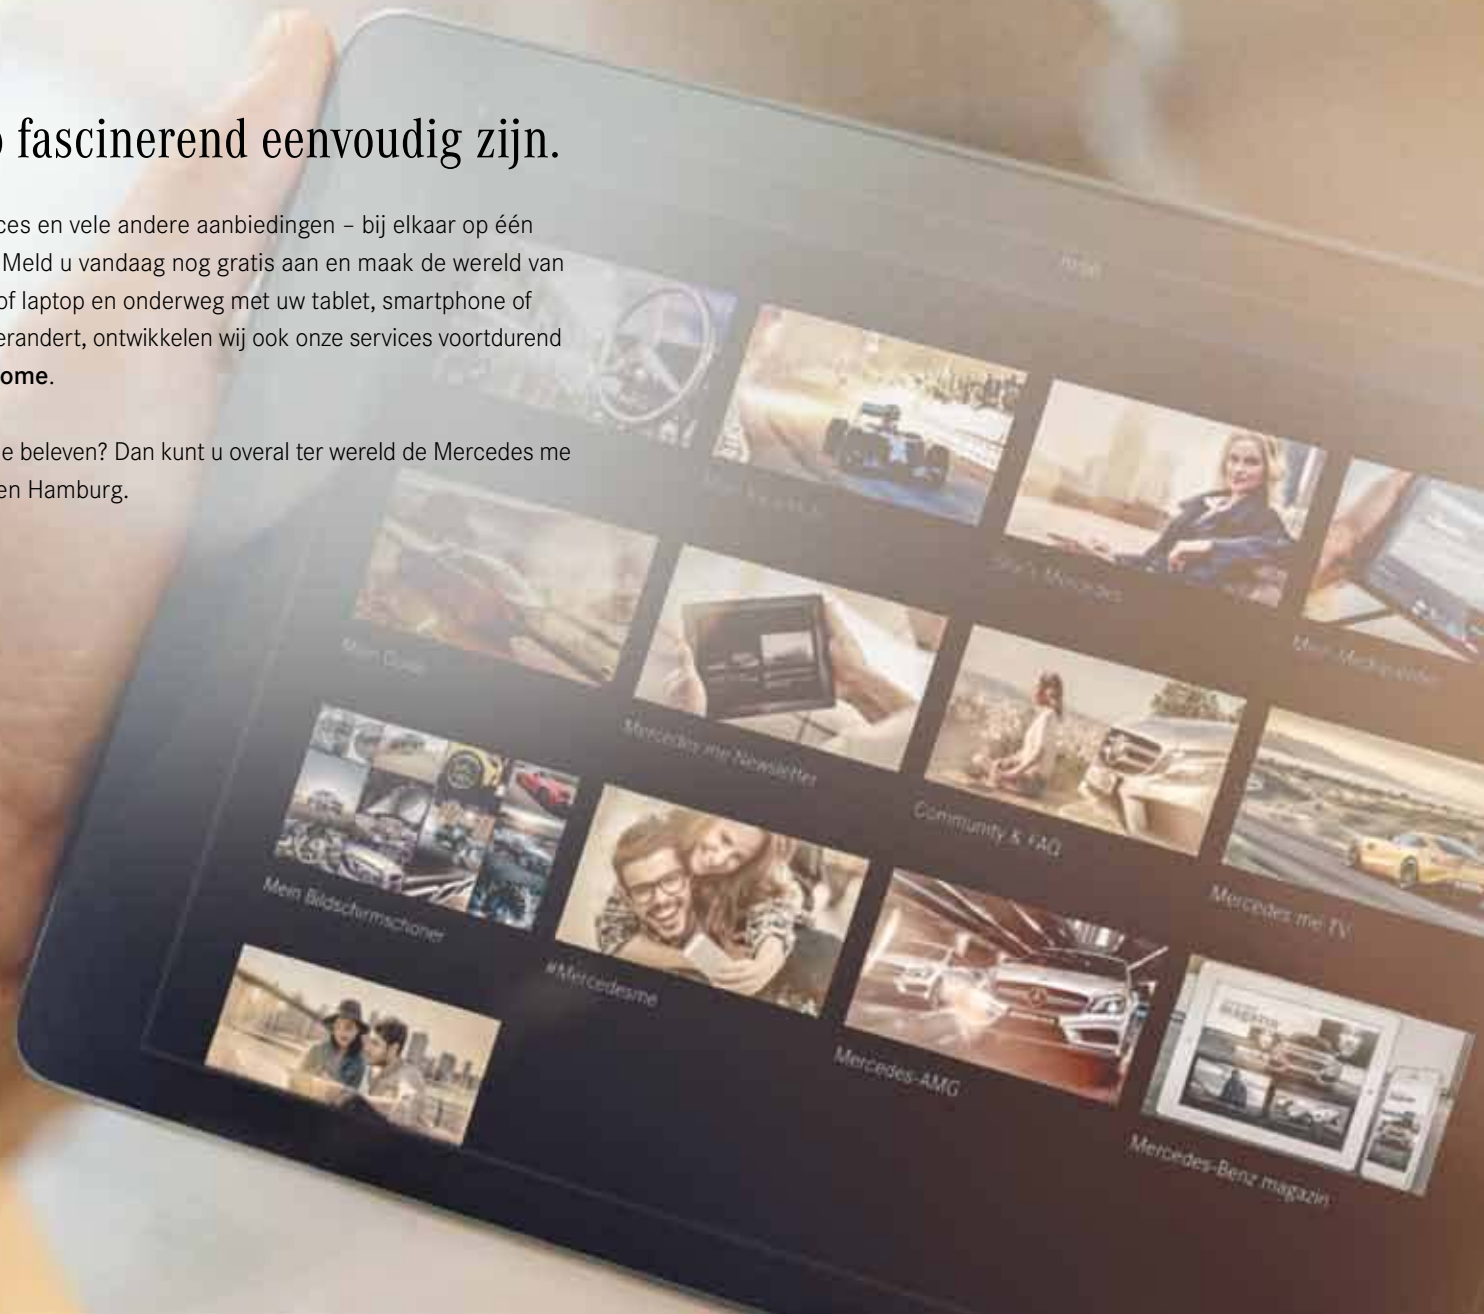 fascinerend eenvoudig zijn.
ces en vele andere aanbiedingen – bij elkaar op één
Meld u vandaag nog gratis aan en maak de wereld van
of laptop en onderweg met uw tablet, smartphone of
erandert, ontwikkelen wij ook onze services voortdurend
ome.
e beleven? Dan kunt u overal ter wereld de Mercedes me
en Hamburg.
She's Mercedes
Mercedes me Newsletter
Community & FAQ
Mercedes me TV
Mein Bildschirmschoner
#Mercedesme
Mercedes-AMG
magazin
Mercedes-Benz magazin